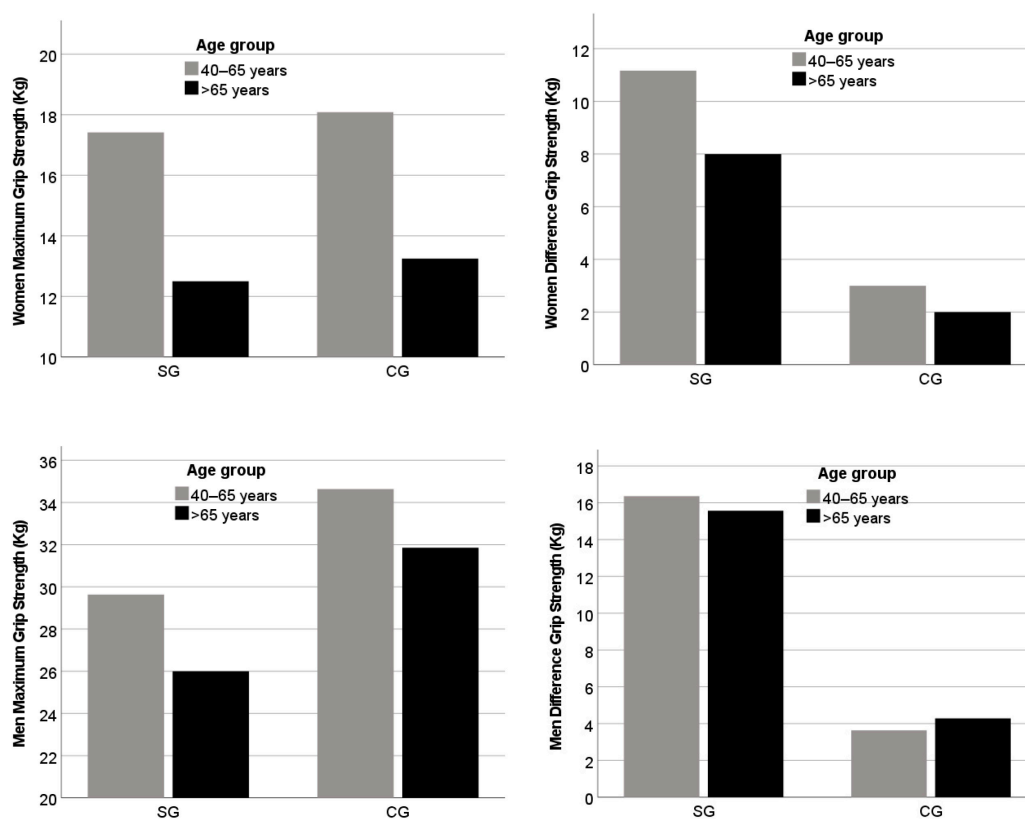 Women Maximum Grip Strength (Kg)
20
18
16
14
12
10
Age group
40–65 years
>65 years
SG
CG
Women Difference Grip Strength (Kg)
12
10
8
6
4
2
0
Age group
40–65 years
>65 years
SG
CG
Men Maximum Grip Strength (Kg)
36
34
32
30
28
26
24
22
20
Age group
40–65 years
>65 years
SG
CG
Men Difference Grip Strength (Kg)
18
16
14
12
10
8
6
4
2
0
Age group
40–65 years
>65 years
SG
CG